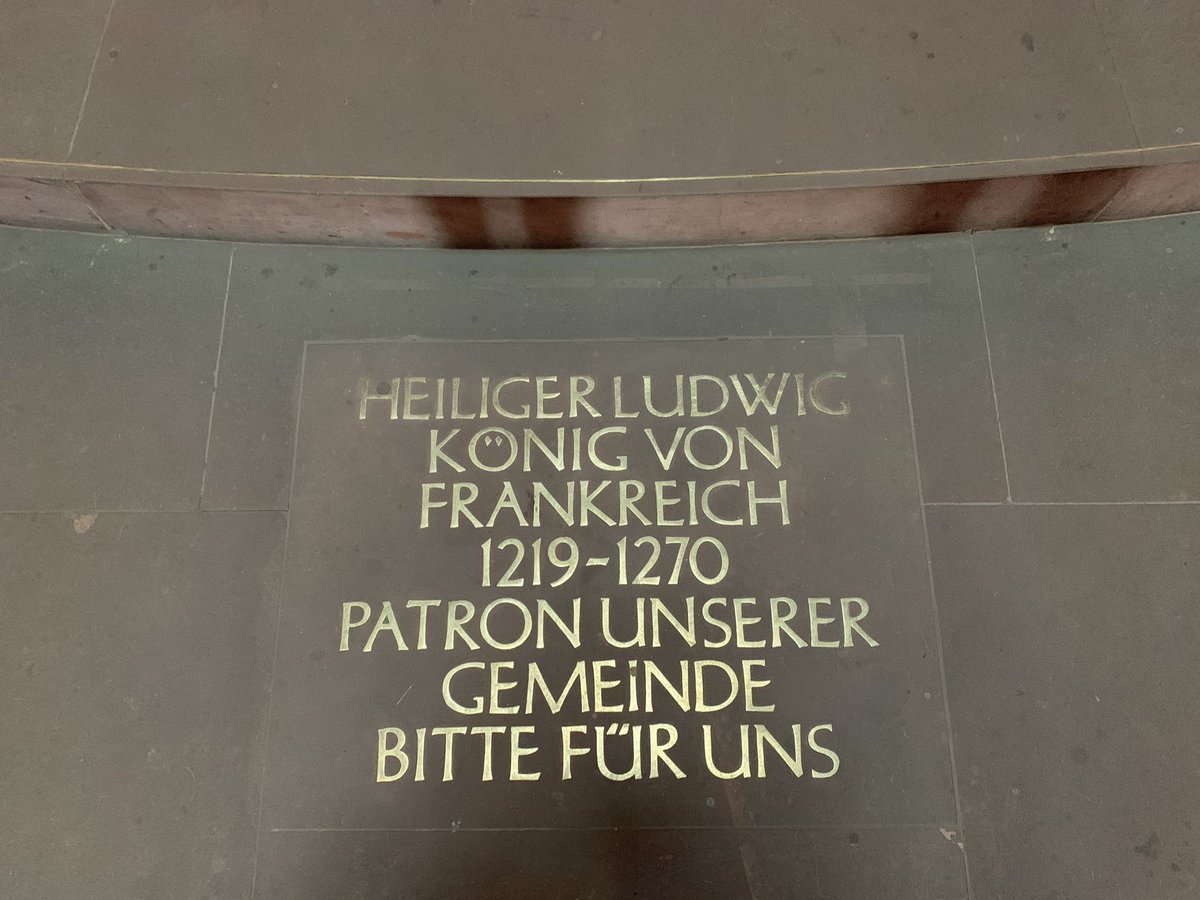 HEILIGER LUDWIG
KÖNIG VON
FRANKREICH
1219-1270
PATRON UNSERER
GEMEiNDE
BITTE FÜR UNS